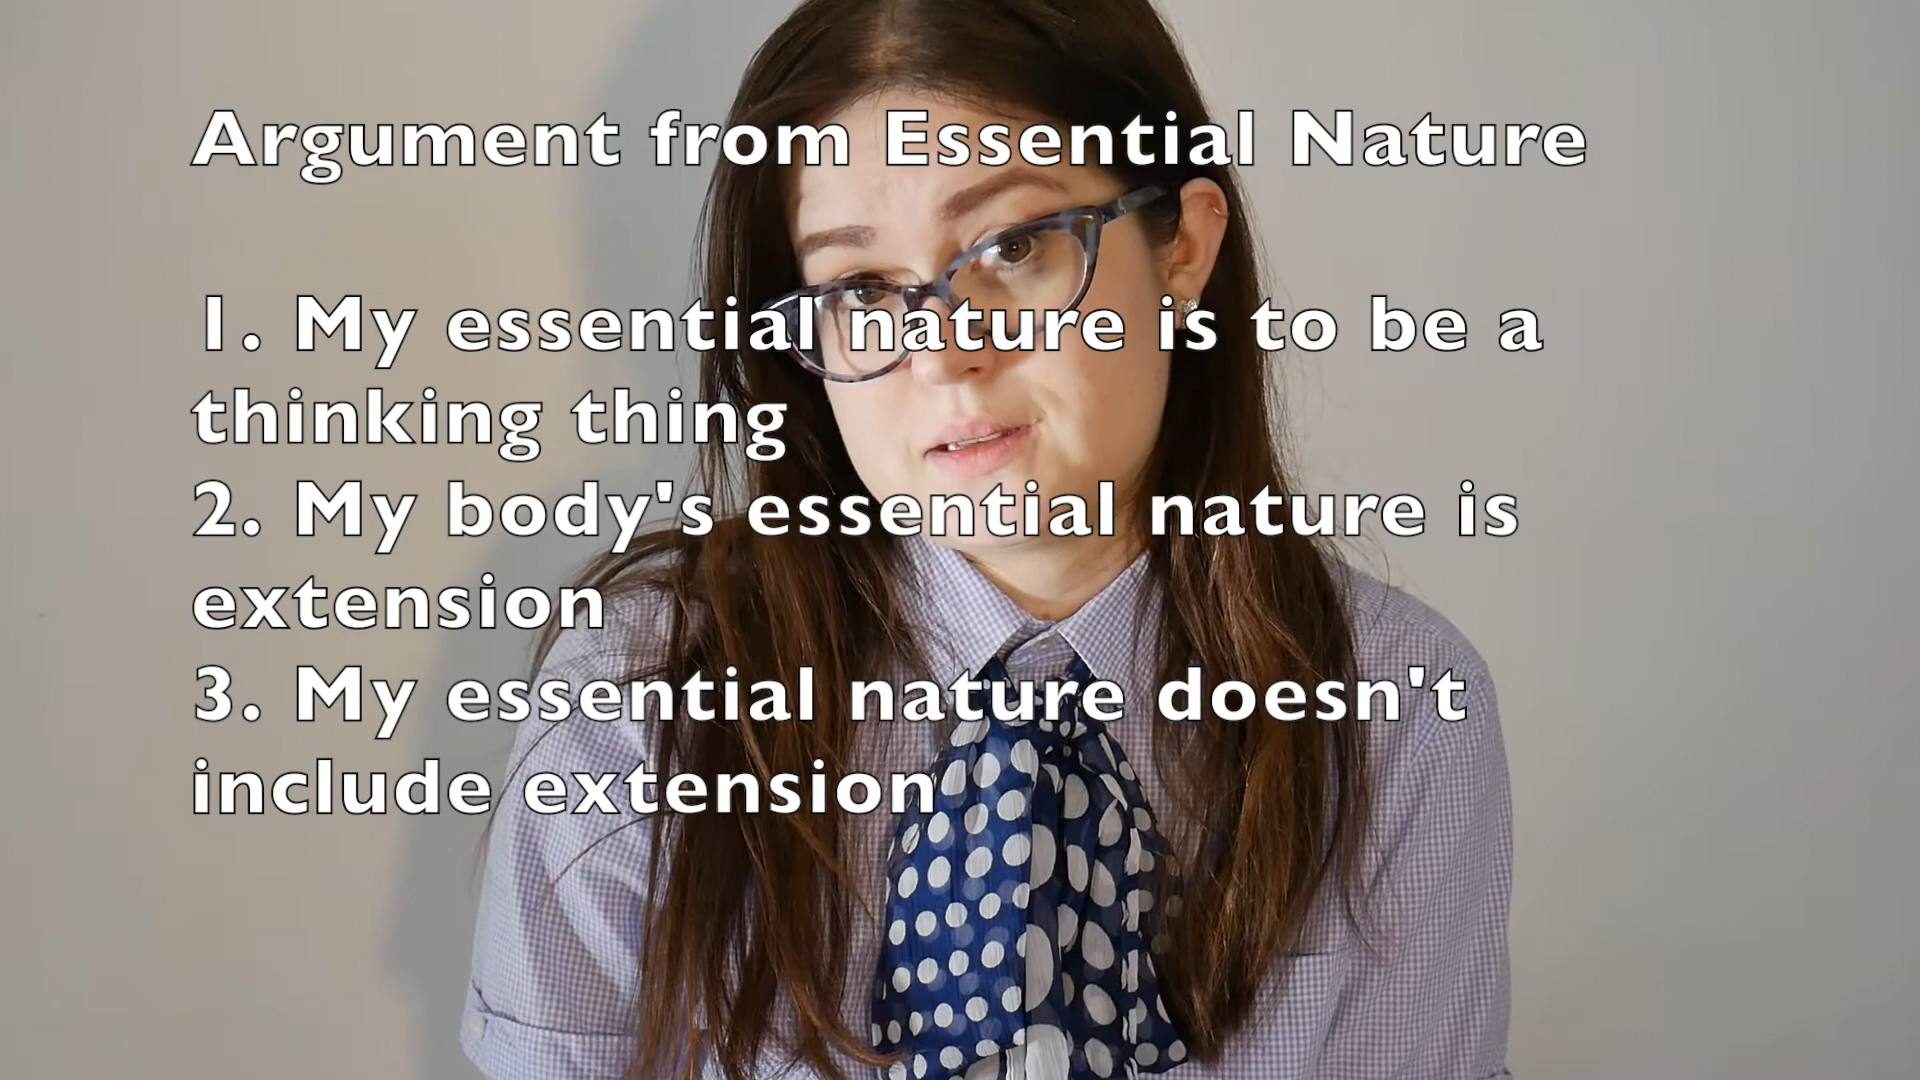 Argument from Essential Nature
1. My essential nature is to be a
thinking thing
2. My body's essential nature is
extension
3. My essential nature doesn't
include extension